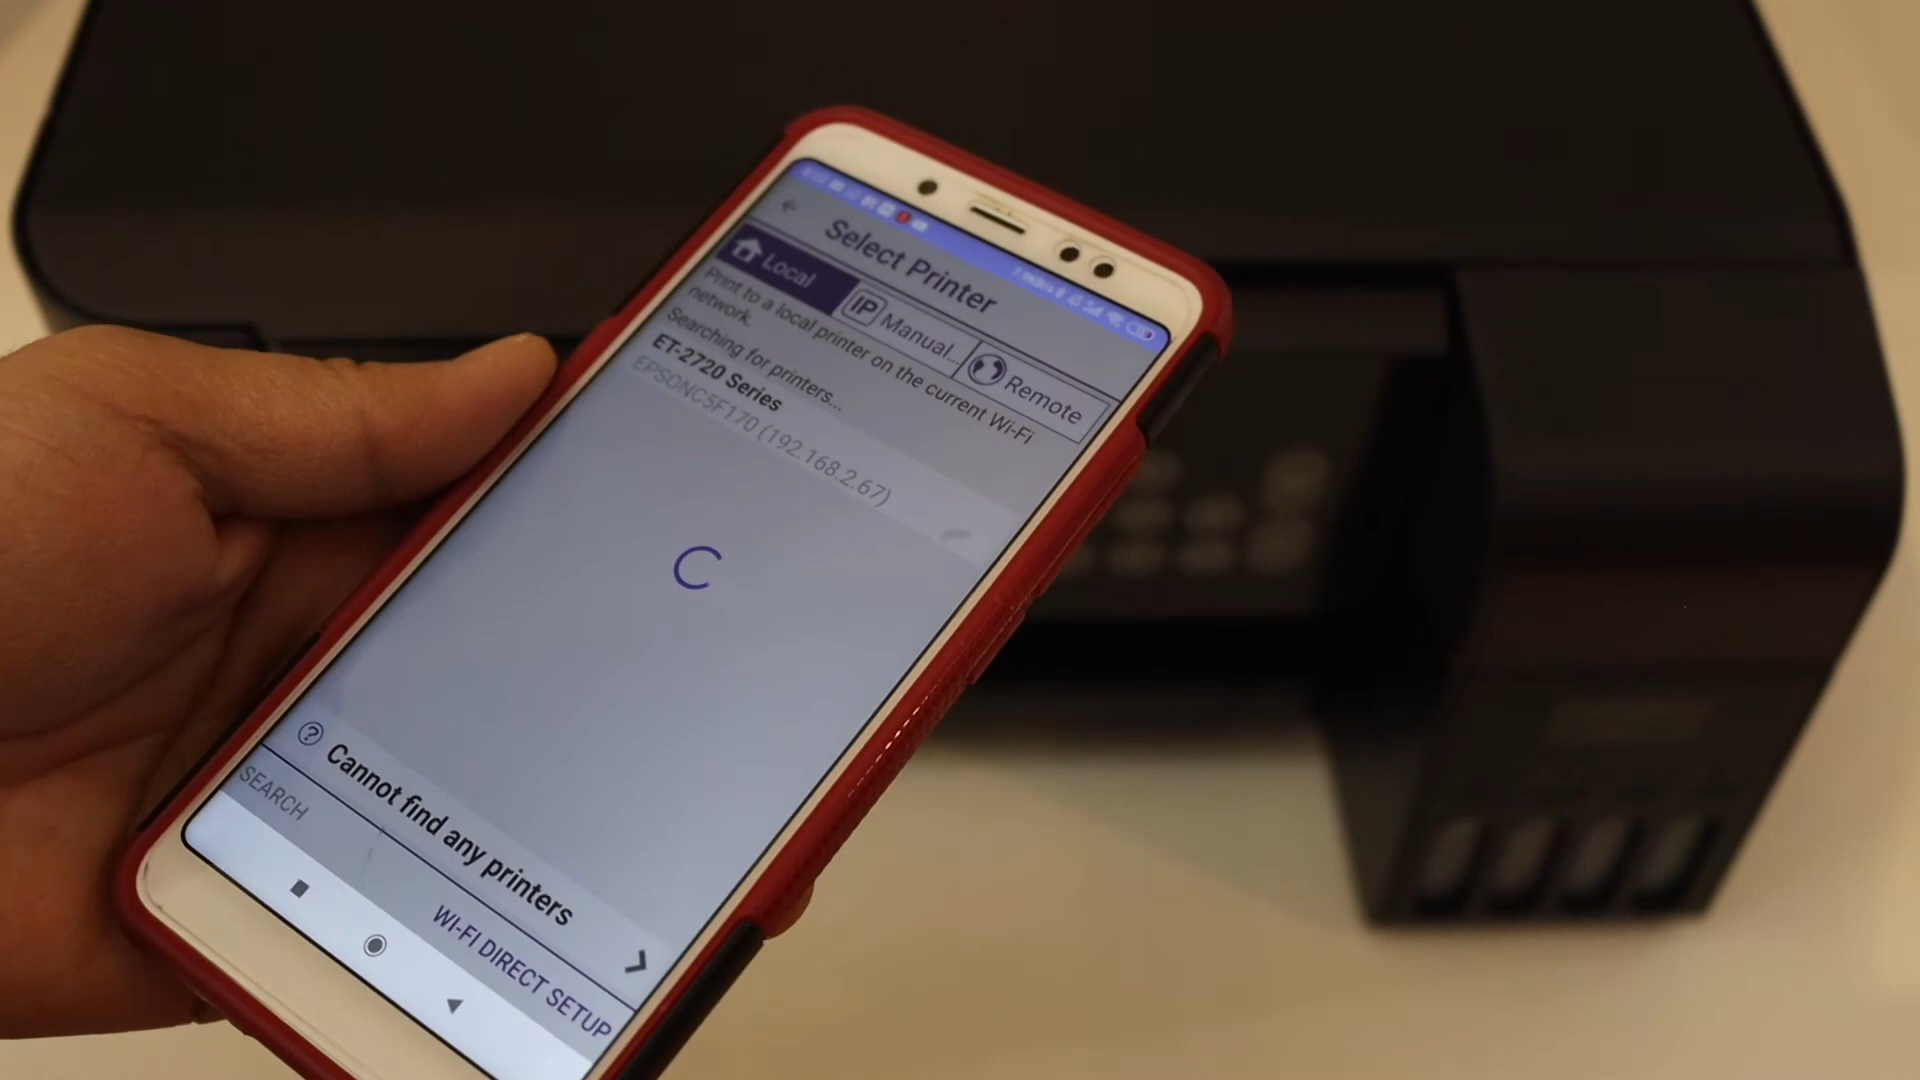 Select Printer
Local
IP Manual...
Remote
Print to a local printer on the current Wi-Fi
network.
Searching for printers...
ET-2720 Series
EPSONC5F170 (192.168.2.67)
? Cannot find any printers
SEARCH
WI-FI DIRECT SETUP